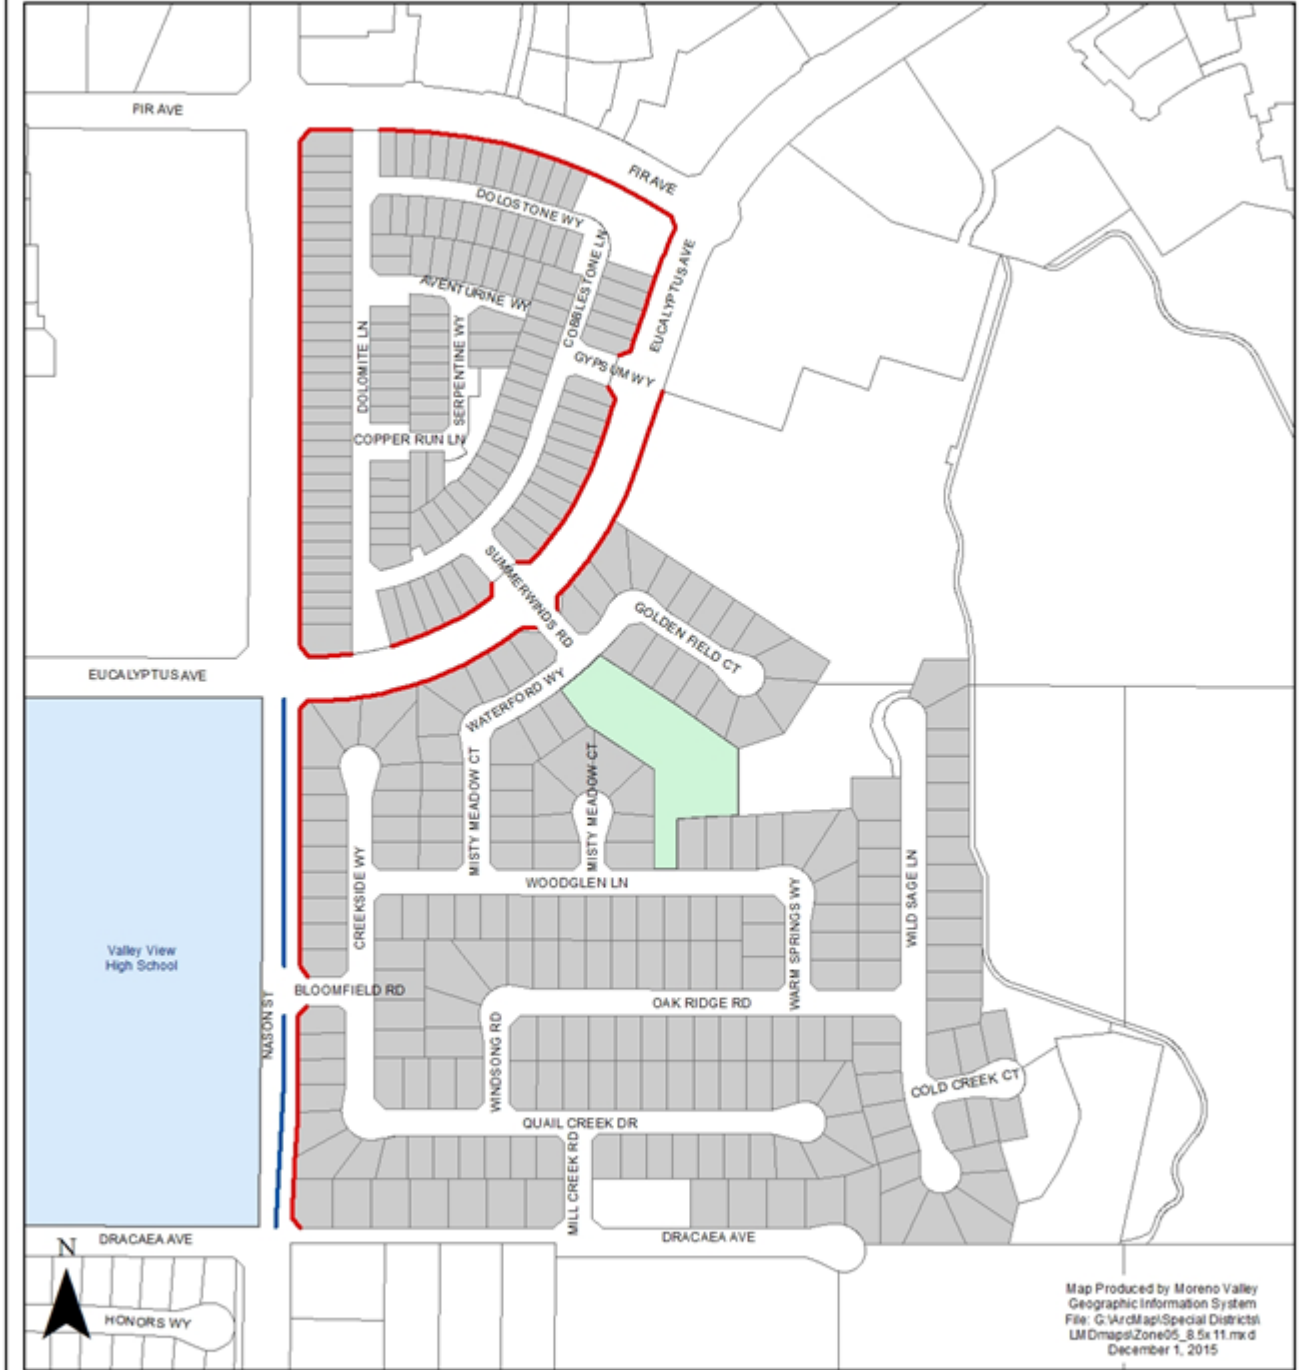 FIR AVE
FIR AVE
DOLOSTONE WY
COBBLESTONE LN
EUCALYPTUS AVE
AVENTURINE WY
DOLOMITE LN
SERPENTINE WY
GYPSUM WY
COPPER RUN LN
SUMMERWINDS RD
GOLDEN FIELD CT
EUCALYPTUS AVE
WATERFORD WY
MISTY MEADOW CT
MISTY MEADOW CT
CREEKSIDE WY
WOODGLEN LN
WARM SPRINGS WY
WILD SAGE LN
Valley View
High School
BLOOMFIELD RD
OAK RIDGE RD
NASON ST
WINDSONG RD
COLD CREEK CT
QUAIL CREEK DR
MILL CREEK RD
DRACAEA AVE
DRACAEA AVE
N
HONORS WY
Map Produced by Moreno Valley
Geographic Information System
File: G:\ArcMap\Special Districts\
LMDmaps\Zone05_8.5x11.mxd
December 1, 2015